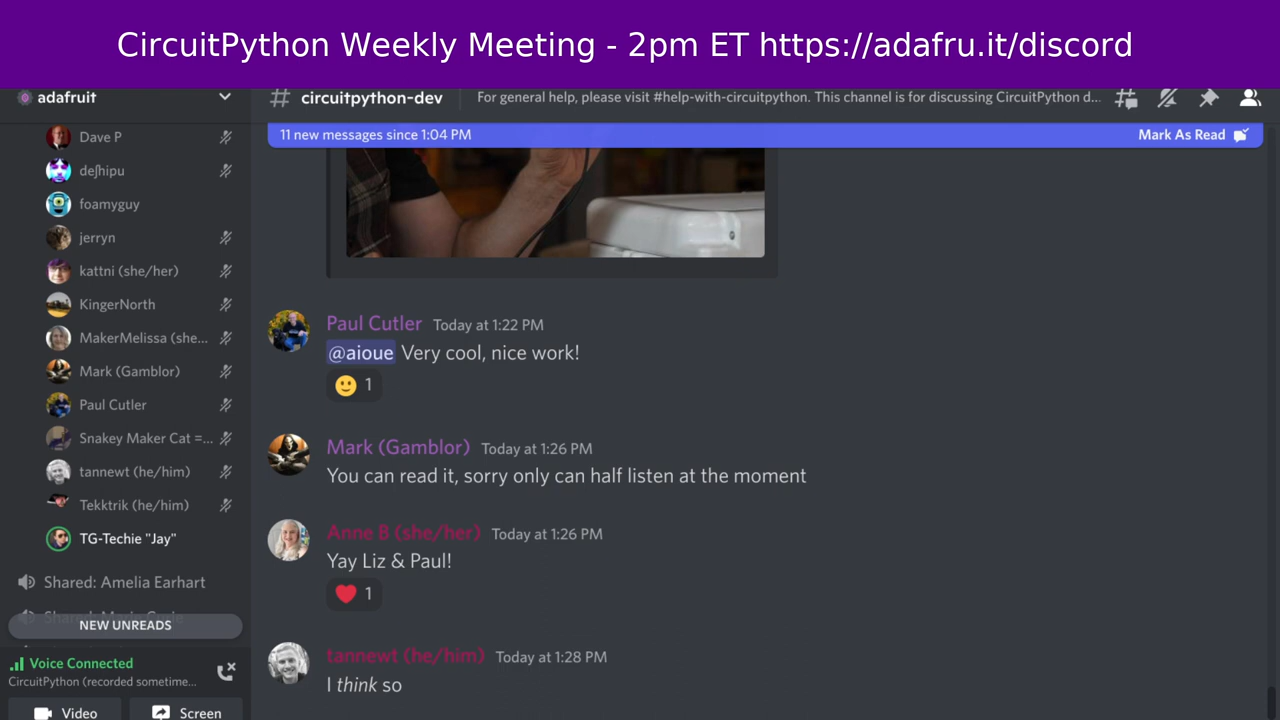 CircuitPython Weekly Meeting - 2pm ET https://adafru.it/discord
adafruit
circuitpython-dev
For general help, please visit #help-with-circuitpython. This channel is for discussing CircuitPython d...
11 new messages since 1:04 PM
Mark As Read
Dave P
deʃhipu
foamyguy
jerryn
kattni (she/her)
KingerNorth
MakerMelissa (she...
Mark (Gamblor)
Paul Cutler
Snakey Maker Cat =...
tannewt (he/him)
Tekktrik (he/him)
TG-Techie "Jay"
Shared: Amelia Earhart
Shared: Marie Curie
NEW UNREADS
Voice Connected
CircuitPython (recorded sometime...
Video
Screen
Paul Cutler Today at 1:22 PM
@aioue Very cool, nice work!
1
Mark (Gamblor) Today at 1:26 PM
You can read it, sorry only can half listen at the moment
Anne B (she/her) Today at 1:26 PM
Yay Liz & Paul!
1
tannewt (he/him) Today at 1:28 PM
I think so